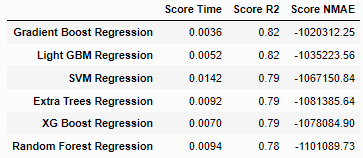 Score Time Score R2 Score NMAE
Gradient Boost Regression 0.0036 0.82 -1020312.25
Light GBM Regression 0.0052 0.82 -1035223.56
SVM Regression 0.0142 0.79 -1067150.84
Extra Trees Regression 0.0092 0.79 -1081385.64
XG Boost Regression 0.0070 0.79 -1078084.90
Random Forest Regression 0.0094 0.78 -1101089.73